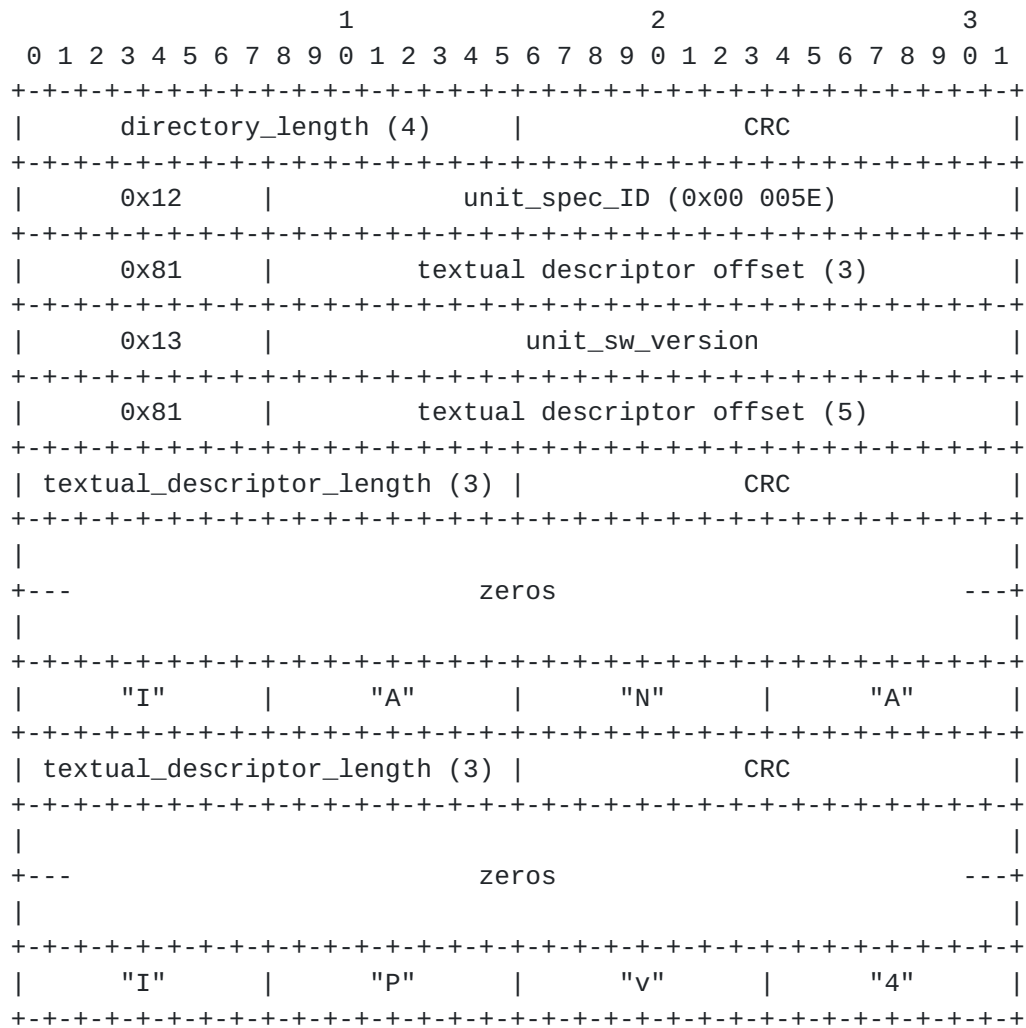 1                   2                   3
 0 1 2 3 4 5 6 7 8 9 0 1 2 3 4 5 6 7 8 9 0 1 2 3 4 5 6 7 8 9 0 1
+-+-+-+-+-+-+-+-+-+-+-+-+-+-+-+-+-+-+-+-+-+-+-+-+-+-+-+-+-+-+-+-+
|      directory_length (4)     |              CRC              |
+-+-+-+-+-+-+-+-+-+-+-+-+-+-+-+-+-+-+-+-+-+-+-+-+-+-+-+-+-+-+-+-+
|      0x12     |            unit_spec_ID (0x00 005E)           |
+-+-+-+-+-+-+-+-+-+-+-+-+-+-+-+-+-+-+-+-+-+-+-+-+-+-+-+-+-+-+-+-+
|      0x81     |         textual descriptor offset (3)         |
+-+-+-+-+-+-+-+-+-+-+-+-+-+-+-+-+-+-+-+-+-+-+-+-+-+-+-+-+-+-+-+-+
|      0x13     |                unit_sw_version                |
+-+-+-+-+-+-+-+-+-+-+-+-+-+-+-+-+-+-+-+-+-+-+-+-+-+-+-+-+-+-+-+-+
|      0x81     |         textual descriptor offset (5)         |
+-+-+-+-+-+-+-+-+-+-+-+-+-+-+-+-+-+-+-+-+-+-+-+-+-+-+-+-+-+-+-+-+
| textual_descriptor_length (3) |              CRC              |
+-+-+-+-+-+-+-+-+-+-+-+-+-+-+-+-+-+-+-+-+-+-+-+-+-+-+-+-+-+-+-+-+
|                                                               |
+---                          zeros                          ---+
|                                                               |
+-+-+-+-+-+-+-+-+-+-+-+-+-+-+-+-+-+-+-+-+-+-+-+-+-+-+-+-+-+-+-+-+
|      "I"      |      "A"      |      "N"      |      "A"      |
+-+-+-+-+-+-+-+-+-+-+-+-+-+-+-+-+-+-+-+-+-+-+-+-+-+-+-+-+-+-+-+-+
| textual_descriptor_length (3) |              CRC              |
+-+-+-+-+-+-+-+-+-+-+-+-+-+-+-+-+-+-+-+-+-+-+-+-+-+-+-+-+-+-+-+-+
|                                                               |
+---                          zeros                          ---+
|                                                               |
+-+-+-+-+-+-+-+-+-+-+-+-+-+-+-+-+-+-+-+-+-+-+-+-+-+-+-+-+-+-+-+-+
|      "I"      |      "P"      |      "v"      |      "4"      |
+-+-+-+-+-+-+-+-+-+-+-+-+-+-+-+-+-+-+-+-+-+-+-+-+-+-+-+-+-+-+-+-+